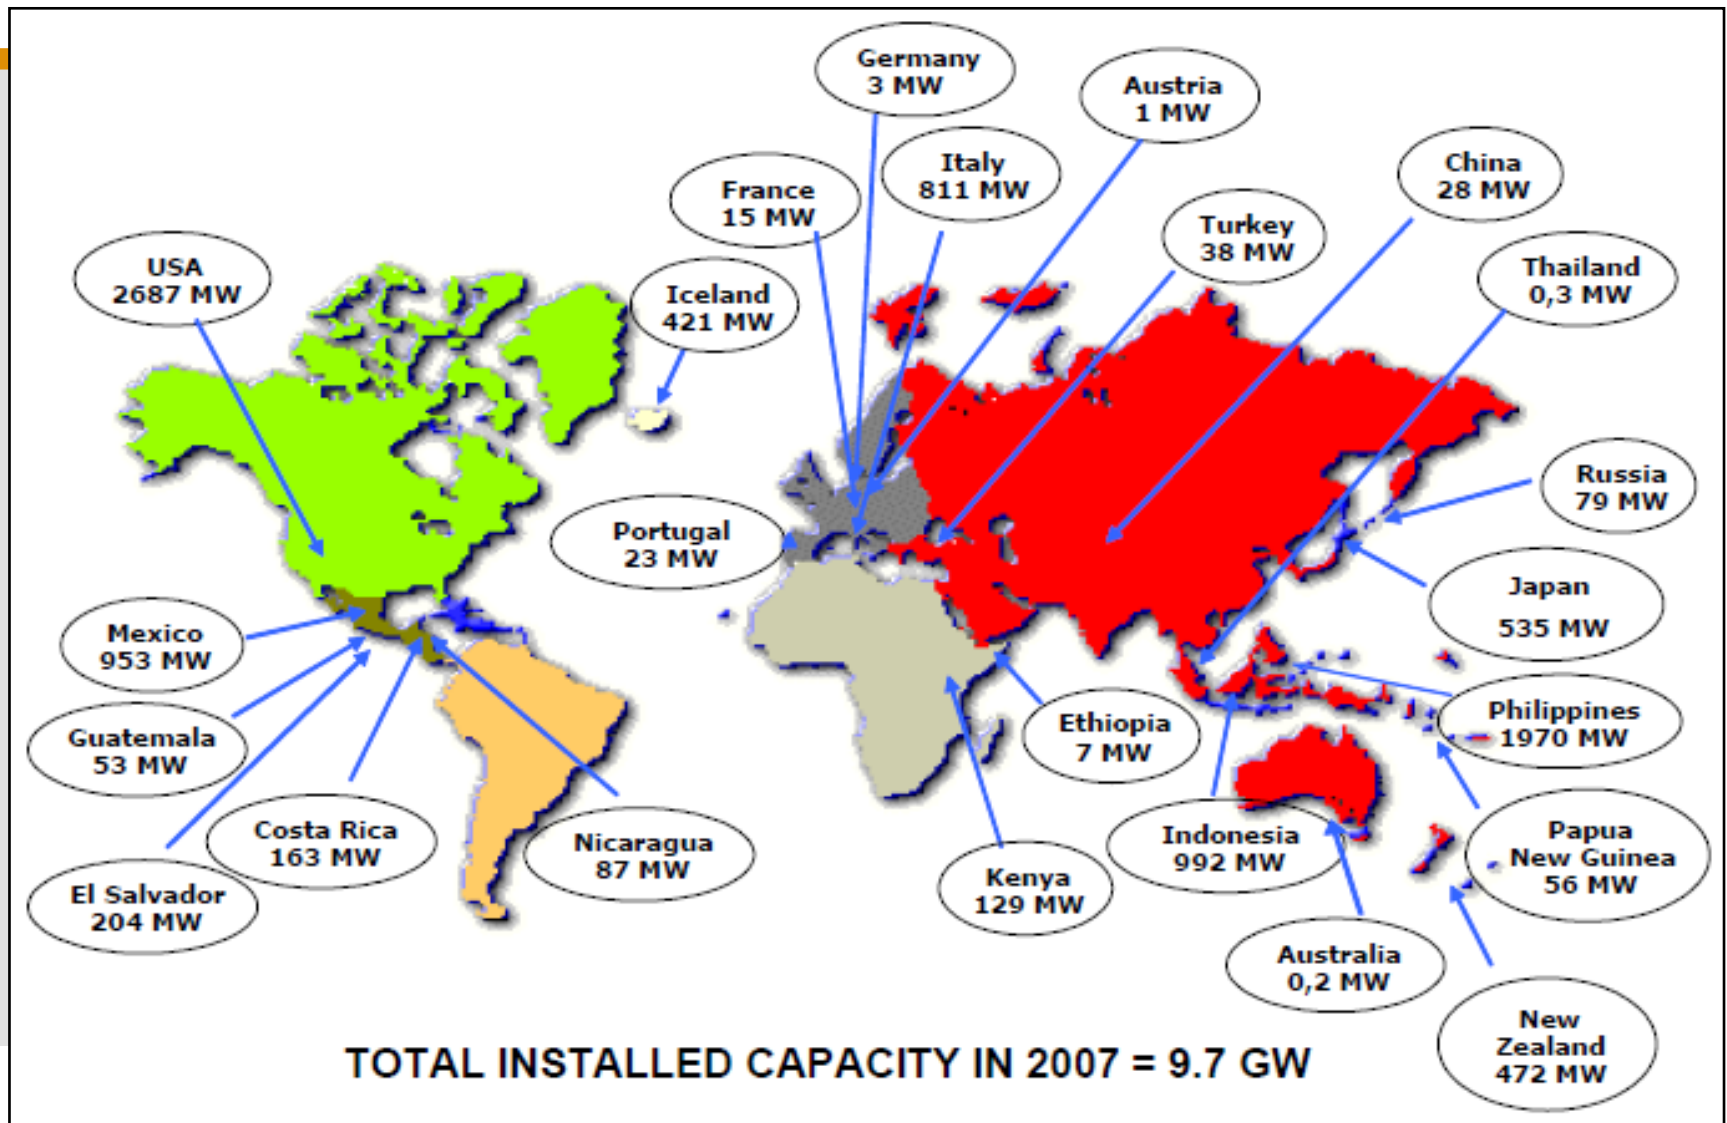 Germany
3 MW
Austria
1 MW
Italy
811 MW
China
28 MW
France
15 MW
Turkey
38 MW
USA
2687 MW
Iceland
421 MW
Thailand
0,3 MW
Russia
79 MW
Portugal
23 MW
Japan
535 MW
Mexico
953 MW
Guatemala
53 MW
Ethiopia
7 MW
Philippines
1970 MW
Costa Rica
163 MW
Nicaragua
87 MW
Indonesia
992 MW
Papua
New Guinea
56 MW
El Salvador
204 MW
Kenya
129 MW
Australia
0,2 MW
New
Zealand
472 MW
TOTAL INSTALLED CAPACITY IN 2007 = 9.7 GW